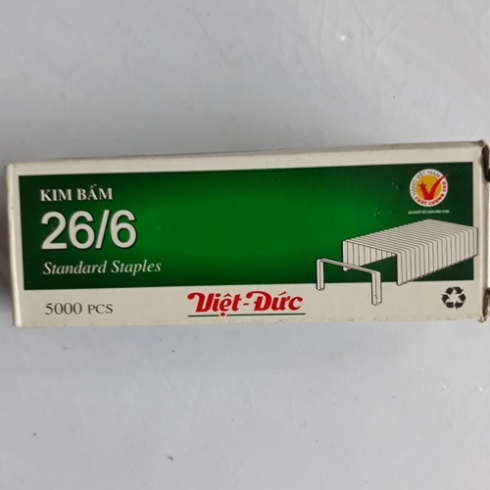 KIM BẤM
26/6
Standard Staples
5000 PCS
Việt-Đức